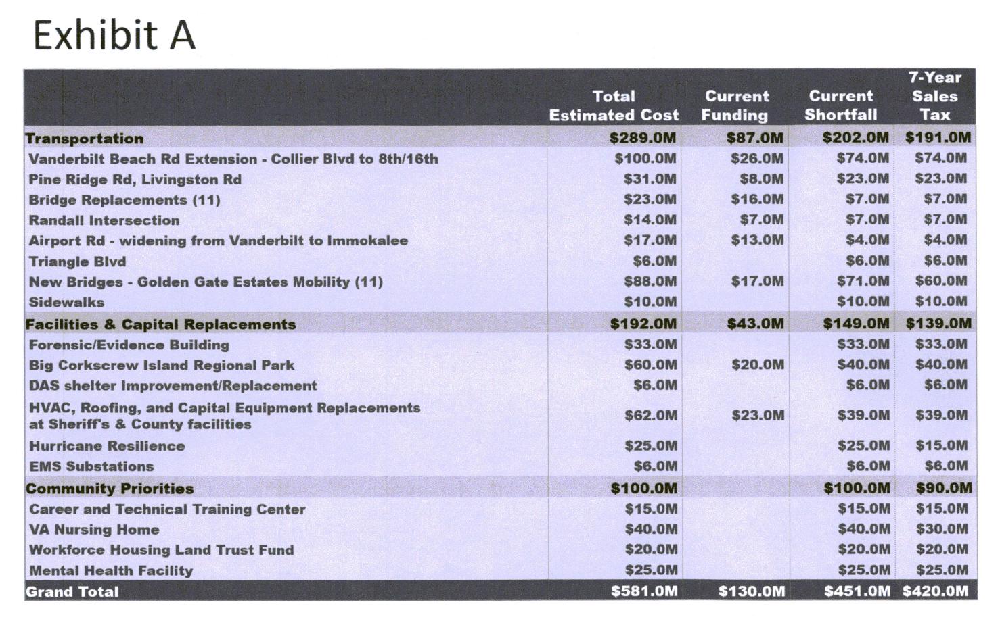 Exhibit A
Total Estimated Cost Current Funding Current Shortfall 7-Year Sales Tax
Transportation $289.0M $87.0M $202.0M $191.0M
Vanderbilt Beach Rd Extension - Collier Blvd to 8th/16th $100.0M $26.0M $74.0M $74.0M
Pine Ridge Rd, Livingston Rd $31.0M $8.0M $23.0M $23.0M
Bridge Replacements (11) $23.0M $16.0M $7.0M $7.0M
Randall Intersection $14.0M $7.0M $7.0M $7.0M
Airport Rd - widening from Vanderbilt to Immokalee $17.0M $13.0M $4.0M $4.0M
Triangle Blvd $6.0M $6.0M $6.0M
New Bridges - Golden Gate Estates Mobility (11) $88.0M $17.0M $71.0M $60.0M
Sidewalks $10.0M $10.0M $10.0M
Facilities & Capital Replacements $192.0M $43.0M $149.0M $139.0M
Forensic/Evidence Building $33.0M $33.0M $33.0M
Big Corkscrew Island Regional Park $60.0M $20.0M $40.0M $40.0M
DAS shelter Improvement/Replacement $6.0M $6.0M $6.0M
HVAC, Roofing, and Capital Equipment Replacements
at Sheriff's & County facilities $62.0M $23.0M $39.0M $39.0M
Hurricane Resilience $25.0M $25.0M $15.0M
EMS Substations $6.0M $6.0M $6.0M
Community Priorities $100.0M $100.0M $90.0M
Career and Technical Training Center $15.0M $15.0M $15.0M
VA Nursing Home $40.0M $40.0M $30.0M
Workforce Housing Land Trust Fund $20.0M $20.0M $20.0M
Mental Health Facility $25.0M $25.0M $25.0M
Grand Total $581.0M $130.0M $451.0M $420.0M